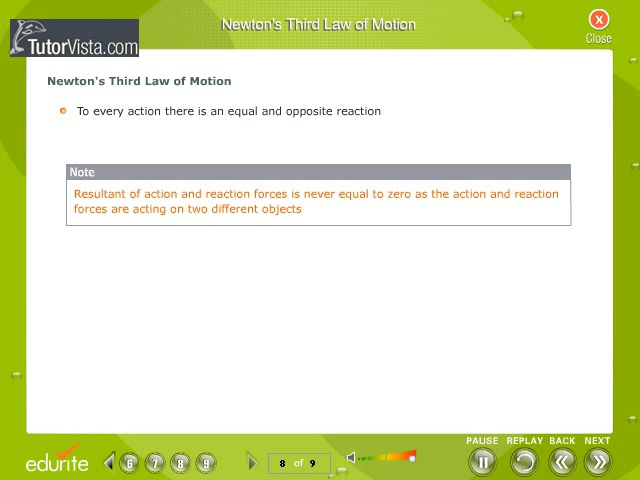 Newton's Third Law of Motion
Close
TutorVista.com
Newton's Third Law of Motion
To every action there is an equal and opposite reaction
Note
Resultant of action and reaction forces is never equal to zero as the action and reaction
forces are acting on two different objects
PAUSE REPLAY BACK NEXT
edurite
6 7 8 9
8 of 9